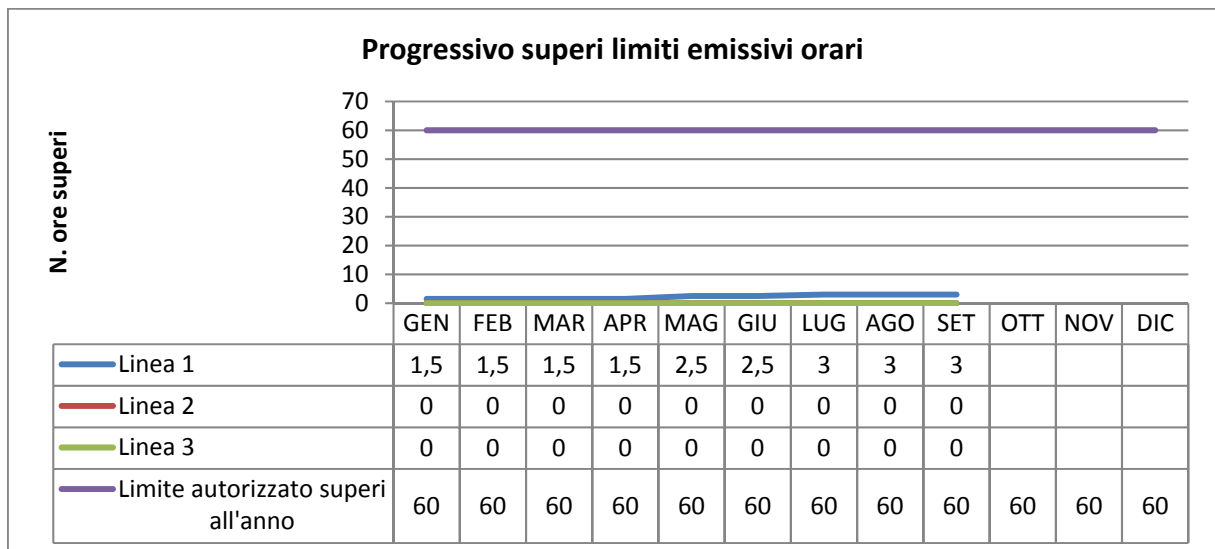 Progressivo superi limiti emissivi orari
N. ore superi
70
60
50
40
30
20
10
0
GEN FEB MAR APR MAG GIU LUG AGO SET OTT NOV DIC
Linea 1 1,5 1,5 1,5 1,5 2,5 2,5 3 3 3
Linea 2 0 0 0 0 0 0 0 0 0
Linea 3 0 0 0 0 0 0 0 0 0
Limite autorizzato superi
all'anno 60 60 60 60 60 60 60 60 60 60 60 60